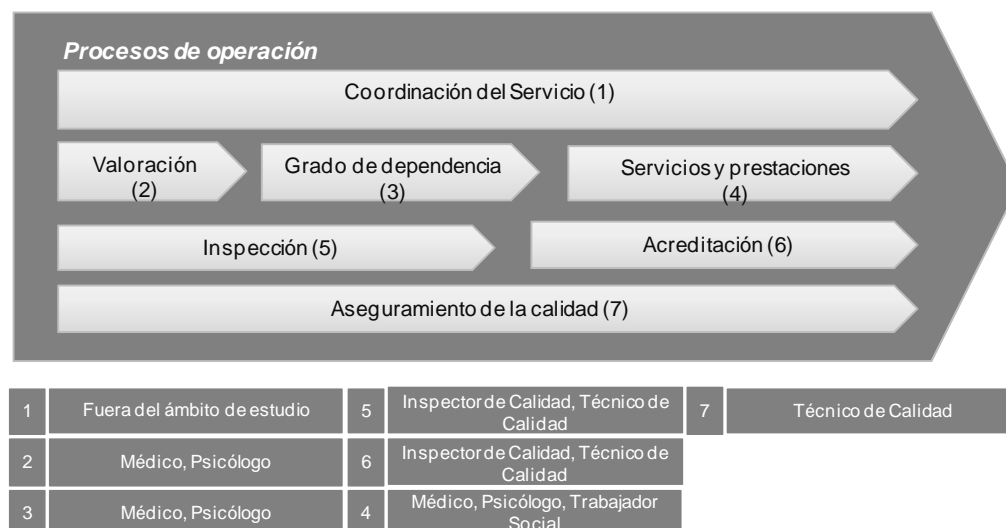 Procesos de operación
Coordinación del Servicio (1)
Valoración
(2)
Grado de dependencia
(3)
Servicios y prestaciones
(4)
Inspección (5)
Acreditación (6)
Aseguramiento de la calidad (7)
1
Fuera del ámbito de estudio
5
Inspector de Calidad, Técnico de
Calidad
7
Técnico de Calidad
2
Médico, Psicólogo
6
Inspector de Calidad, Técnico de
Calidad
3
Médico, Psicólogo
4
Médico, Psicólogo, Trabajador
Social